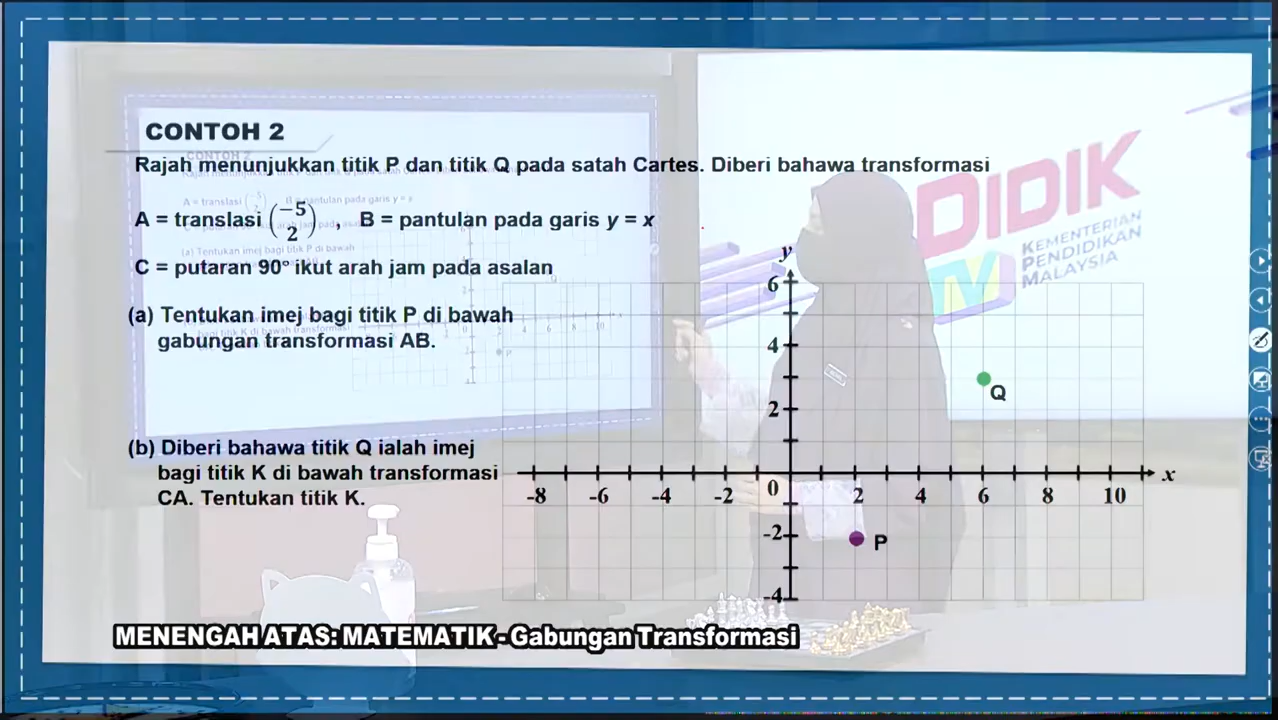 CONTOH 2
Rajah menunjukkan titik P dan titik Q pada satah Cartes. Diberi bahawa transformasi
A = translasi (−5 2) , B = pantulan pada garis y = x
C = putaran 90° ikut arah jam pada asalan
(a) Tentukan imej bagi titik P di bawah
gabungan transformasi AB.
(b) Diberi bahawa titik Q ialah imej
bagi titik K di bawah transformasi
CA. Tentukan titik K.
DIDIK
TV
KEMENTERIAN
PENDIDIKAN
MALAYSIA
y
6
4
2
Q
0
x
-8 -6 -4 -2 2 4 6 8 10
-2
P
-4
MENENGAH ATAS: MATEMATIK - Gabungan Transformasi